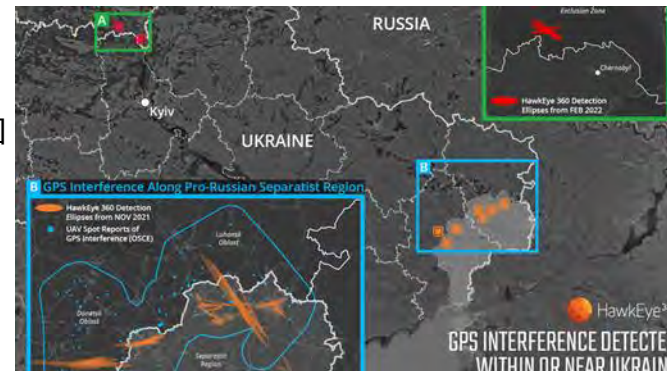 A
RUSSIA
Exclusion Zone
Chernobyl
HawkEye 360 Detection
Ellipses from FEB 2022
Kyiv
UKRAINE
B
B GPS Interference Along Pro-Russian Separatist Region
HawkEye 360 Detection
Ellipses from NOV 2021
UAV Spot Reports of
GPS Interference (OSCE)
Luhansk
Oblast
Donetsk
Oblast
Separatist
Region
HawkEye 3
GPS INTERFERENCE DETECTE
WITHIN OR NEAR UKRAIN